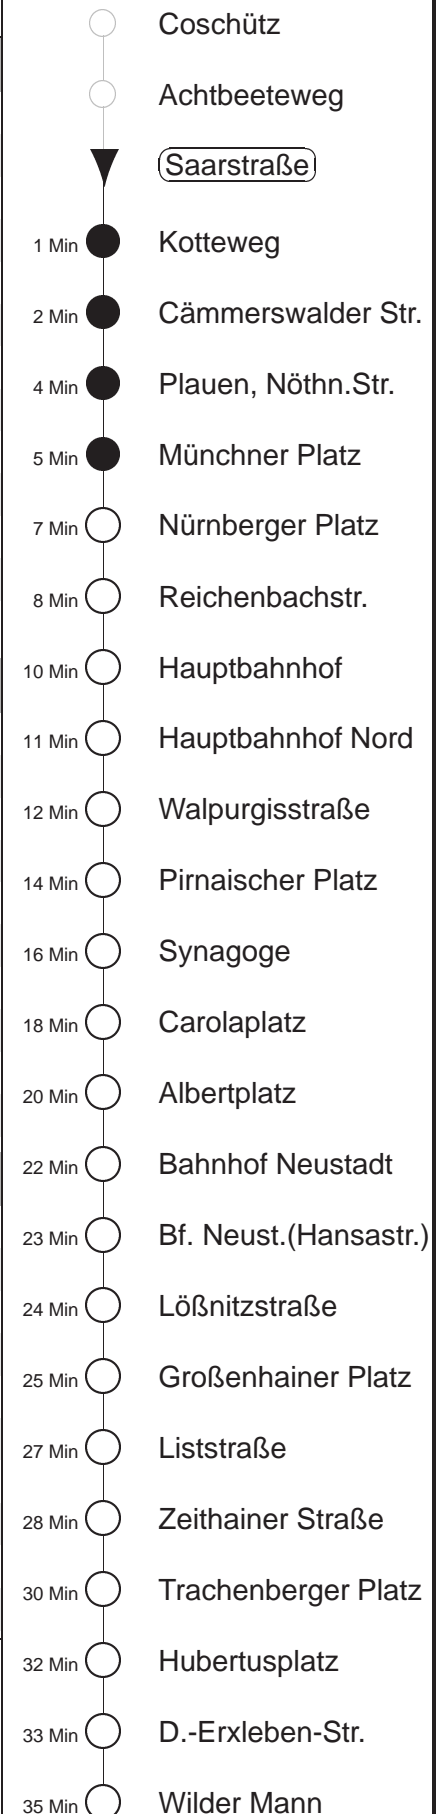 Coschütz
Achtbeeteweg
Saarstraße
1 Min Kotteweg
2 Min Cämmerswalder Str.
4 Min Plauen, Nöthn.Str.
5 Min Münchner Platz
7 Min Nürnberger Platz
8 Min Reichenbachstr.
10 Min Hauptbahnhof
11 Min Hauptbahnhof Nord
12 Min Walpurgisstraße
14 Min Pirnaischer Platz
16 Min Synagoge
18 Min Carolaplatz
20 Min Albertplatz
22 Min Bahnhof Neustadt
23 Min Bf. Neust.(Hansastr.)
24 Min Lößnitzstraße
25 Min Großenhainer Platz
27 Min Liststraße
28 Min Zeithainer Straße
30 Min Trachenberger Platz
32 Min Hubertusplatz
33 Min D.-Erxleben-Str.
35 Min Wilder Mann